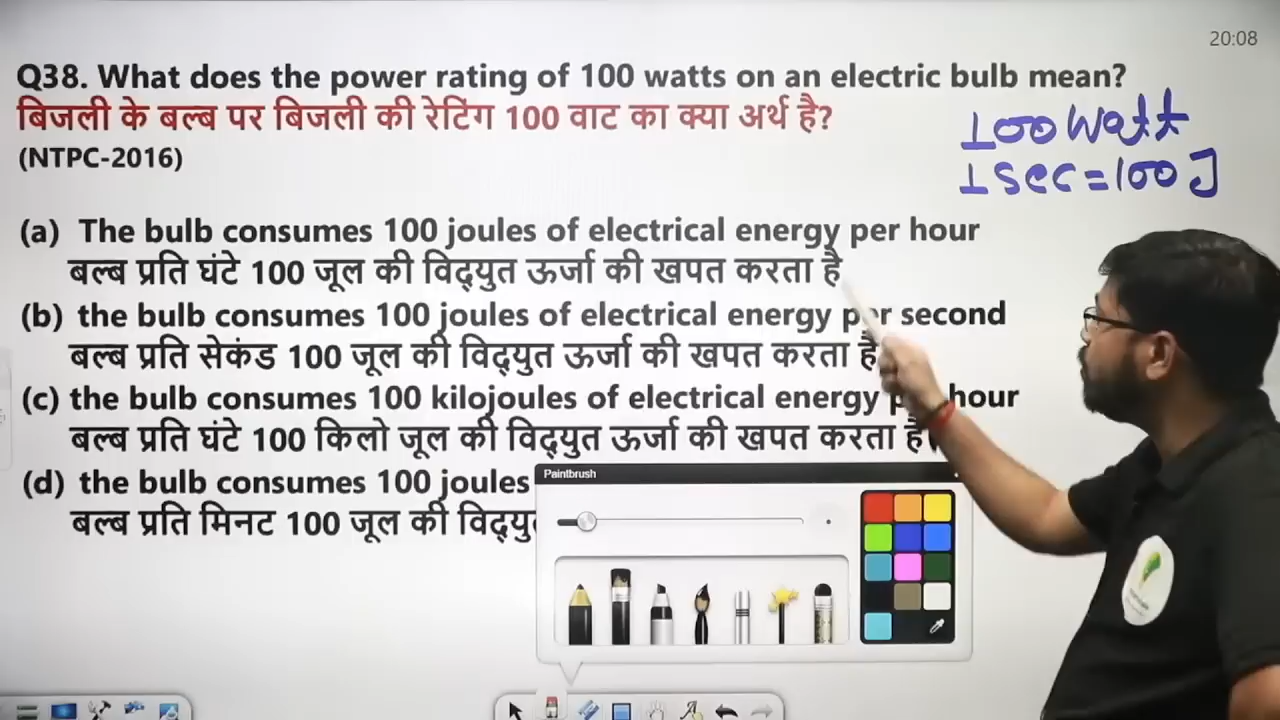 20:08
Q38. What does the power rating of 100 watts on an electric bulb mean?
बिजली के बल्ब पर बिजली की रेटिंग 100 वाट का क्या अर्थ है?
(NTPC-2016)
100 Watt
1 Sec = 100 J
(a) The bulb consumes 100 joules of electrical energy per hour
बल्ब प्रति घंटे 100 जूल की विद्युत ऊर्जा की खपत करता है
(b) the bulb consumes 100 joules of electrical energy per second
बल्ब प्रति सेकंड 100 जूल की विद्युत ऊर्जा की खपत करता है
(c) the bulb consumes 100 kilojoules of electrical energy hour
बल्ब प्रति घंटे 100 किलो जूल की विद्युत ऊर्जा की खपत करता है
(d) the bulb consumes 100 joules
बल्ब प्रति मिनट 100 जूल की
Paintbrush